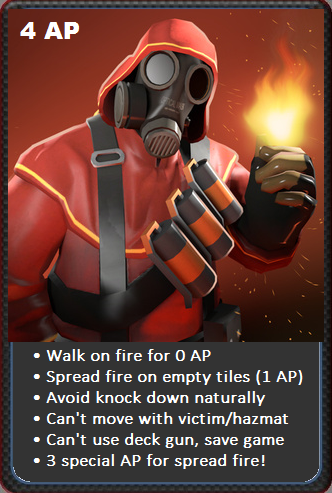 4 AP
• Walk on fire for 0 AP
• Spread fire on empty tiles (1 AP)
• Avoid knock down naturally
• Can't move with victim/hazmat
• Can't use deck gun, save game
• 3 special AP for spread fire!